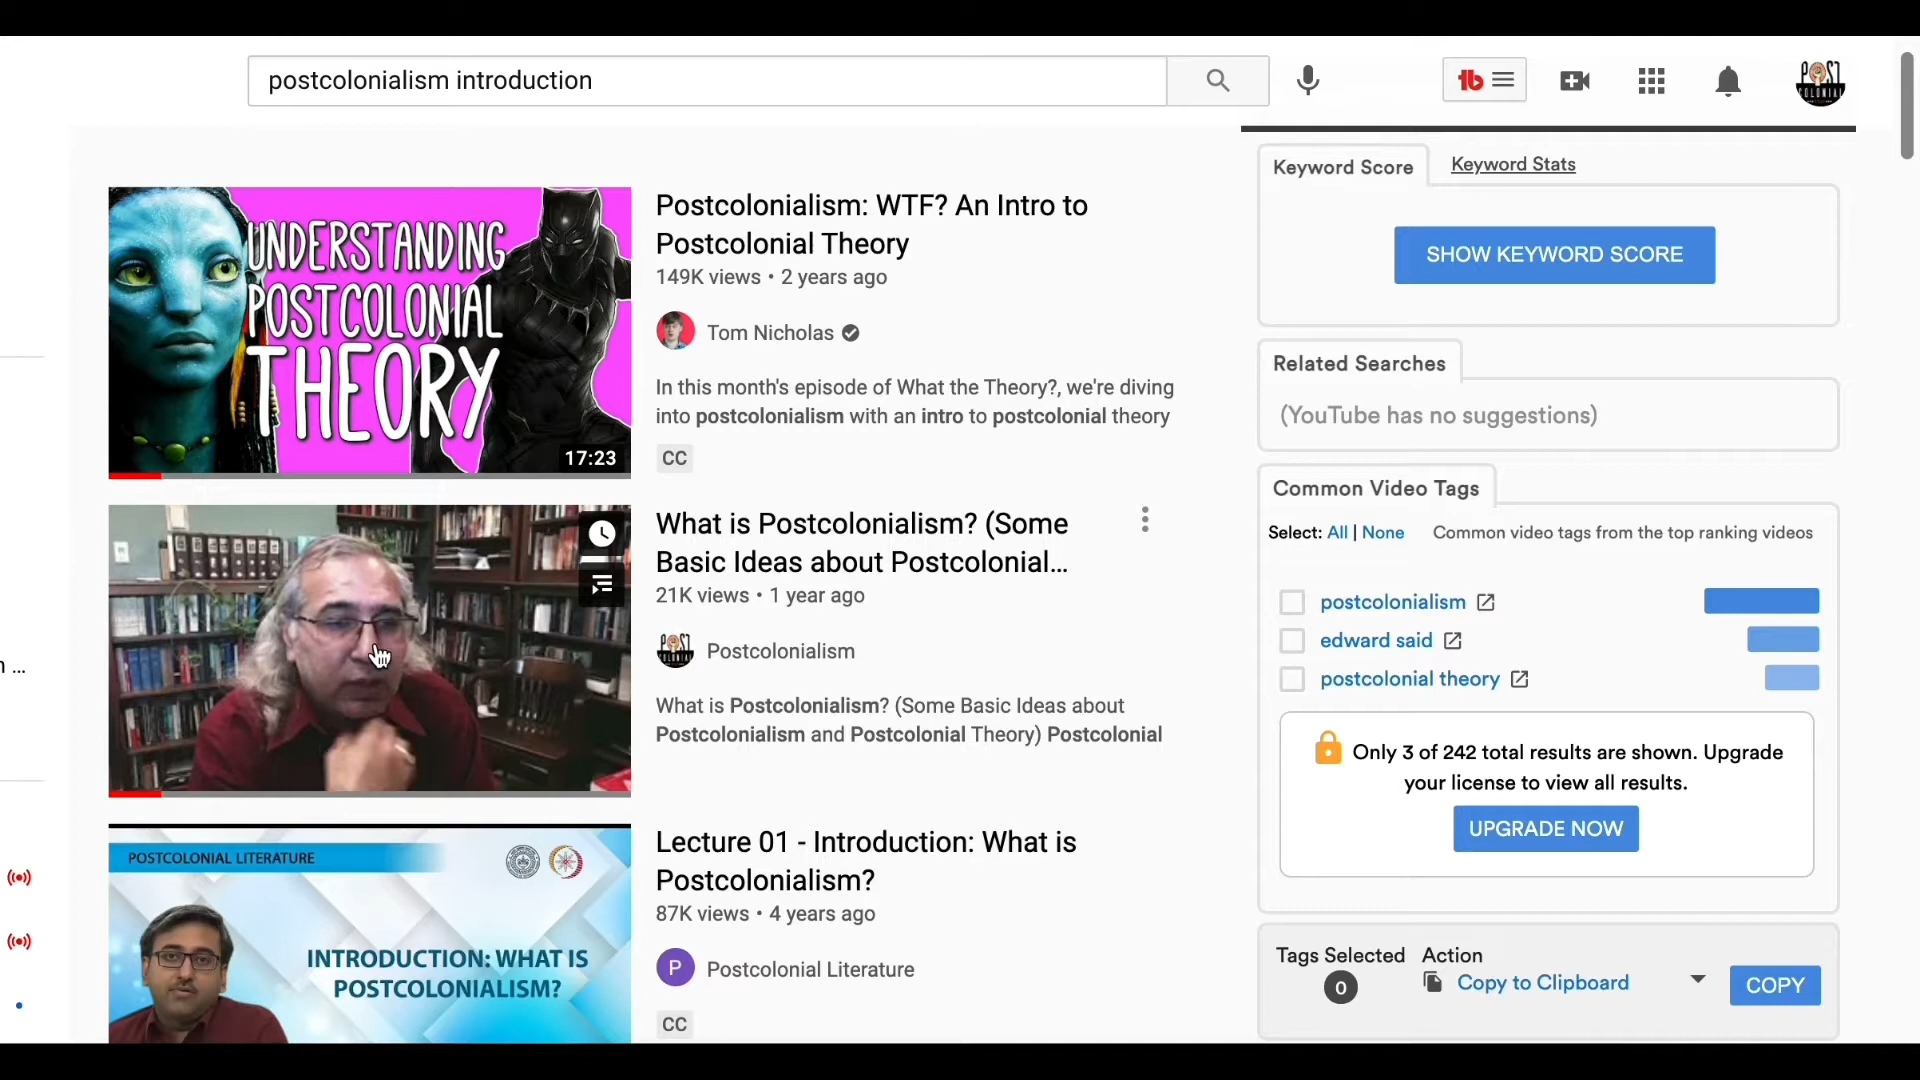 postcolonialism introduction
tb
POST
COLONIAL
UNDERSTANDING
POSTCOLONIAL
THEORY
17:23
Postcolonialism: WTF? An Intro to
Postcolonial Theory
149K views • 2 years ago
Tom Nicholas
In this month's episode of What the Theory?, we're diving
into postcolonialism with an intro to postcolonial theory
CC
What is Postcolonialism? (Some
Basic Ideas about Postcolonial...
21K views • 1 year ago
Postcolonialism
What is Postcolonialism? (Some Basic Ideas about
Postcolonialism and Postcolonial Theory) Postcolonial
POSTCOLONIAL LITERATURE
INTRODUCTION: WHAT IS
POSTCOLONIALISM?
Lecture 01 - Introduction: What is
Postcolonialism?
87K views • 4 years ago
P
Postcolonial Literature
CC
Keyword Score
Keyword Stats
SHOW KEYWORD SCORE
Related Searches
(YouTube has no suggestions)
Common Video Tags
Select: All | None Common video tags from the top ranking videos
postcolonialism
edward said
postcolonial theory
Only 3 of 242 total results are shown. Upgrade
your license to view all results.
UPGRADE NOW
Tags Selected
0
Action
Copy to Clipboard
COPY